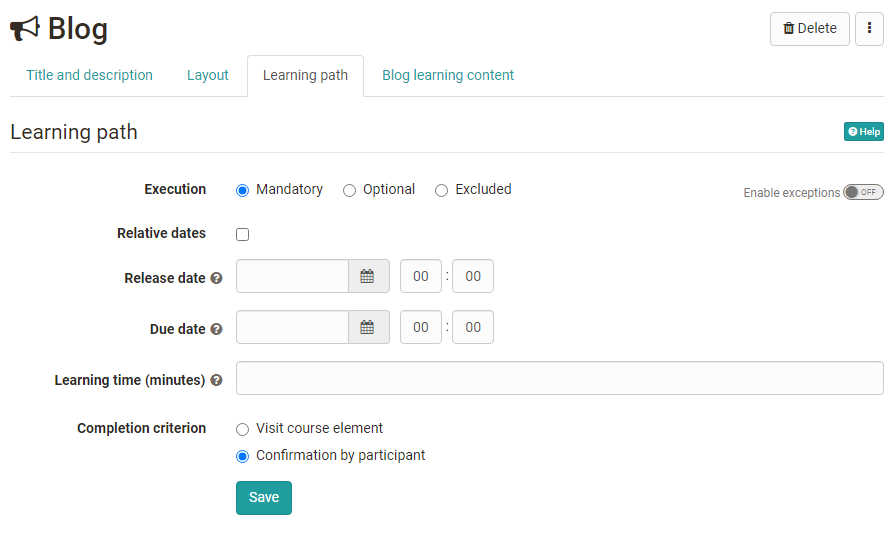 Blog
Delete
Title and description Layout Learning path Blog learning content
Learning path
Help
Execution Mandatory Optional Excluded Enable exceptions OFF
Relative dates
Release date 00 : 00
Due date 00 : 00
Learning time (minutes)
Completion criterion Visit course element
Confirmation by participant
Save